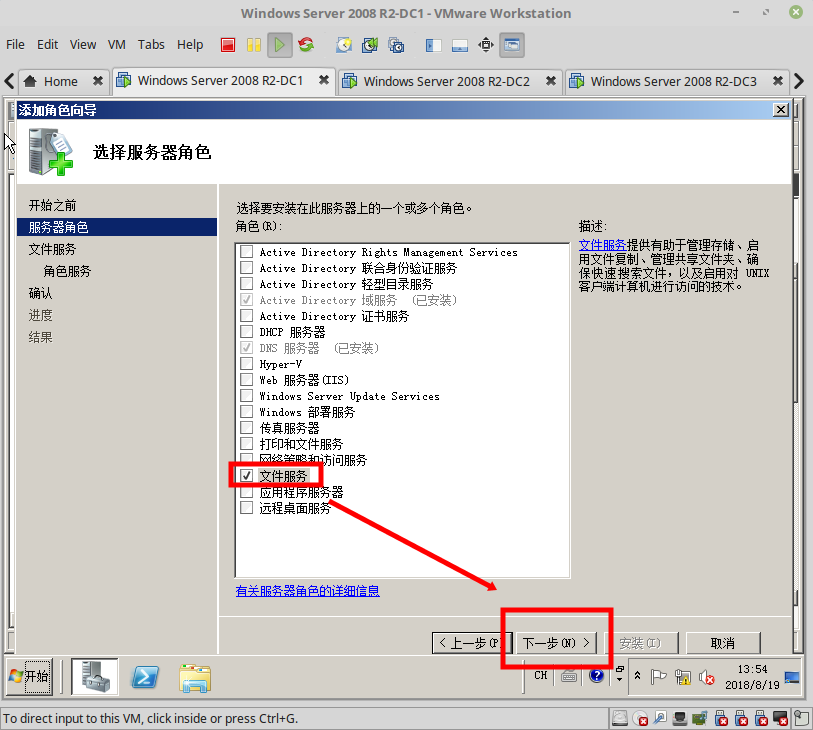 Windows Server 2008 R2-DC1 - VMware Workstation
File Edit View VM Tabs Help
Home Windows Server 2008 R2-DC1 Windows Server 2008 R2-DC2 Windows Server 2008 R2-DC3
添加角色向导
选择服务器角色
开始之前
服务器角色
文件服务
角色服务
确认
进度
结果
选择要安装在此服务器上的一个或多个角色。
角色(R):
Active Directory Rights Management Services
Active Directory 联合身份验证服务
Active Directory 轻型目录服务
Active Directory 域服务 (已安装)
Active Directory 证书服务
DHCP 服务器
DNS 服务器 (已安装)
Hyper-V
Web 服务器(IIS)
Windows Server Update Services
Windows 部署服务
传真服务器
打印和文件服务
网络策略和访问服务
文件服务
应用程序服务器
远程桌面服务
有关服务器角色的详细信息
描述:
文件服务提供有助于管理存储、启
用文件复制、管理共享文件夹、确
保快速搜索文件，以及启用对 UNIX
客户端计算机进行访问的技术。
< 上一步(P) 下一步(N) > 安装(I) 取消
开始
CH
13:54
2018/8/19
To direct input to this VM, click inside or press Ctrl+G.